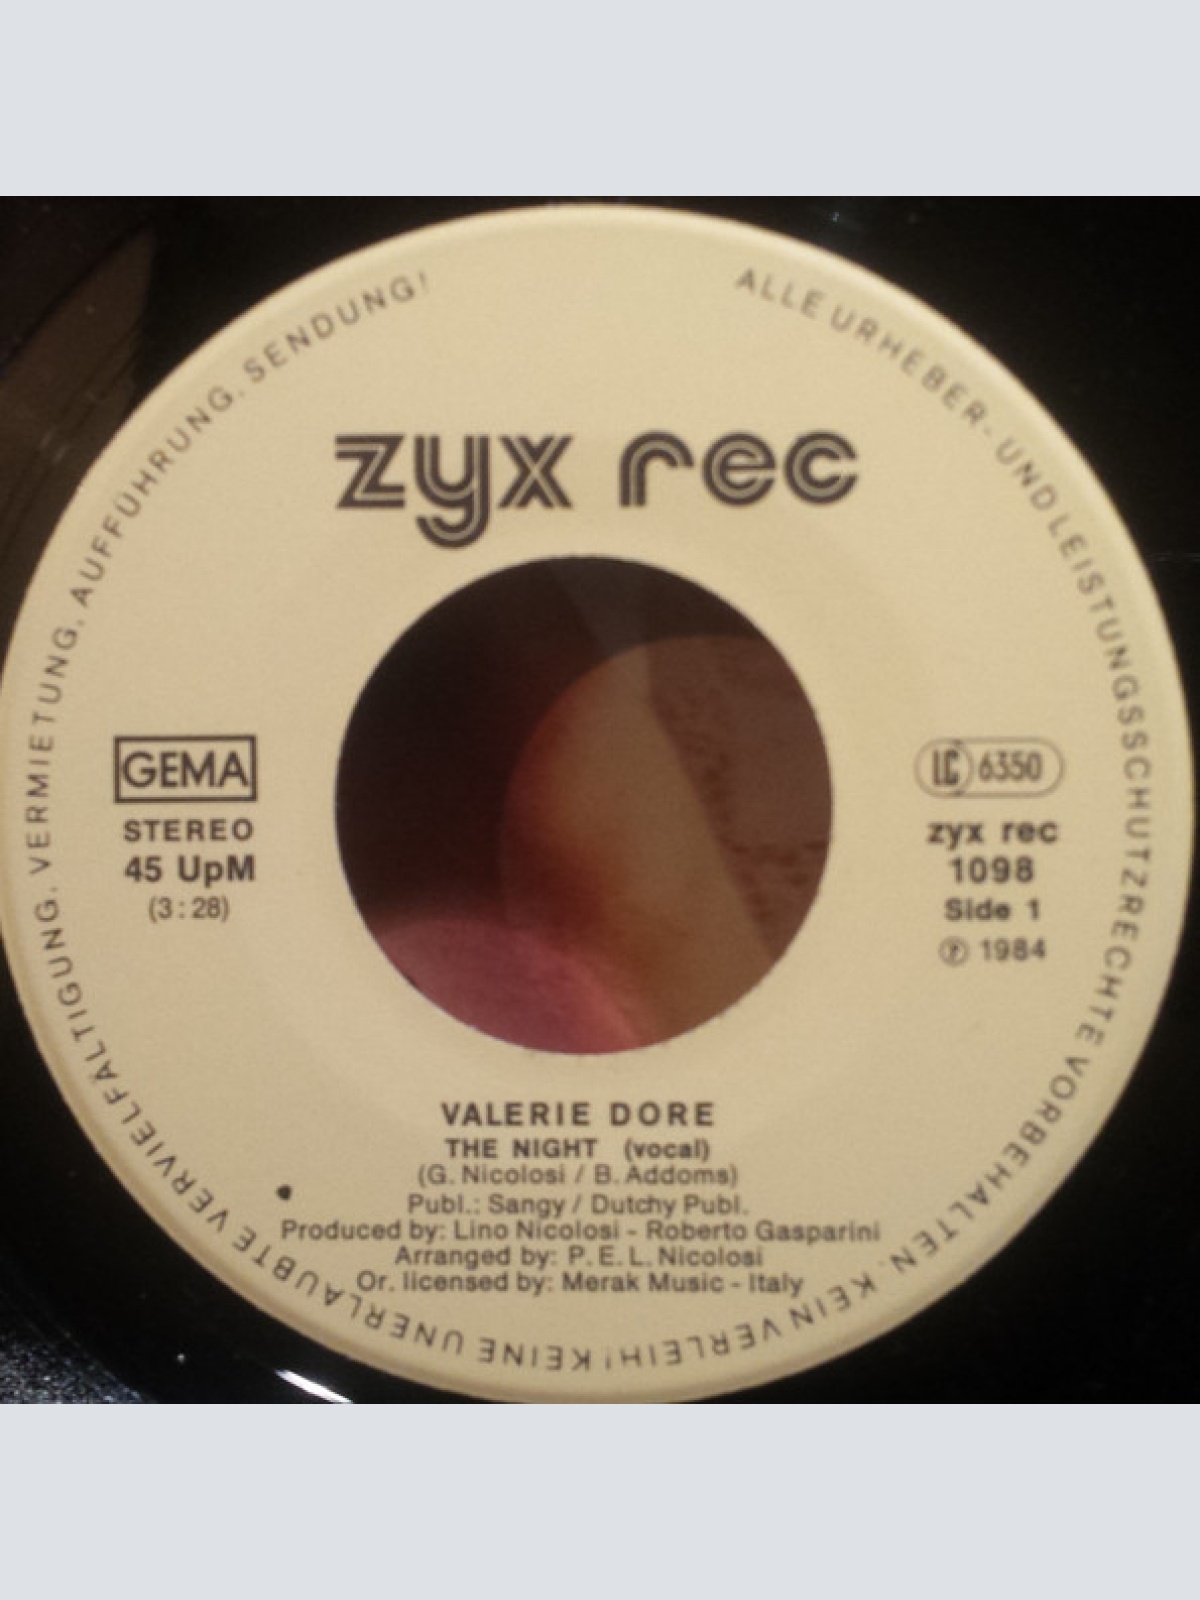 ALLE URHEBER- UND LEISTUNGSSCHUTZRECHTE VORBEHALTEN. KEIN VERLEIH! KEINE UNERLAUBTE VERVIELFÄLTIGUNG, VERMIETUNG, AUFFÜHRUNG, SENDUNG!
zyx rec
GEMA
STEREO
45 UpM
(3:28)
LC 6350
zyx rec
1098
Side 1
Ⓟ 1984
VALERIE DORE
THE NIGHT (vocal)
(G. Nicolosi / B. Addoms)
Publ.: Sangy / Dutchy Publ.
Produced by: Lino Nicolosi - Roberto Gasparini
Arranged by: P. E. L. Nicolosi
Or. licensed by: Merak Music - Italy